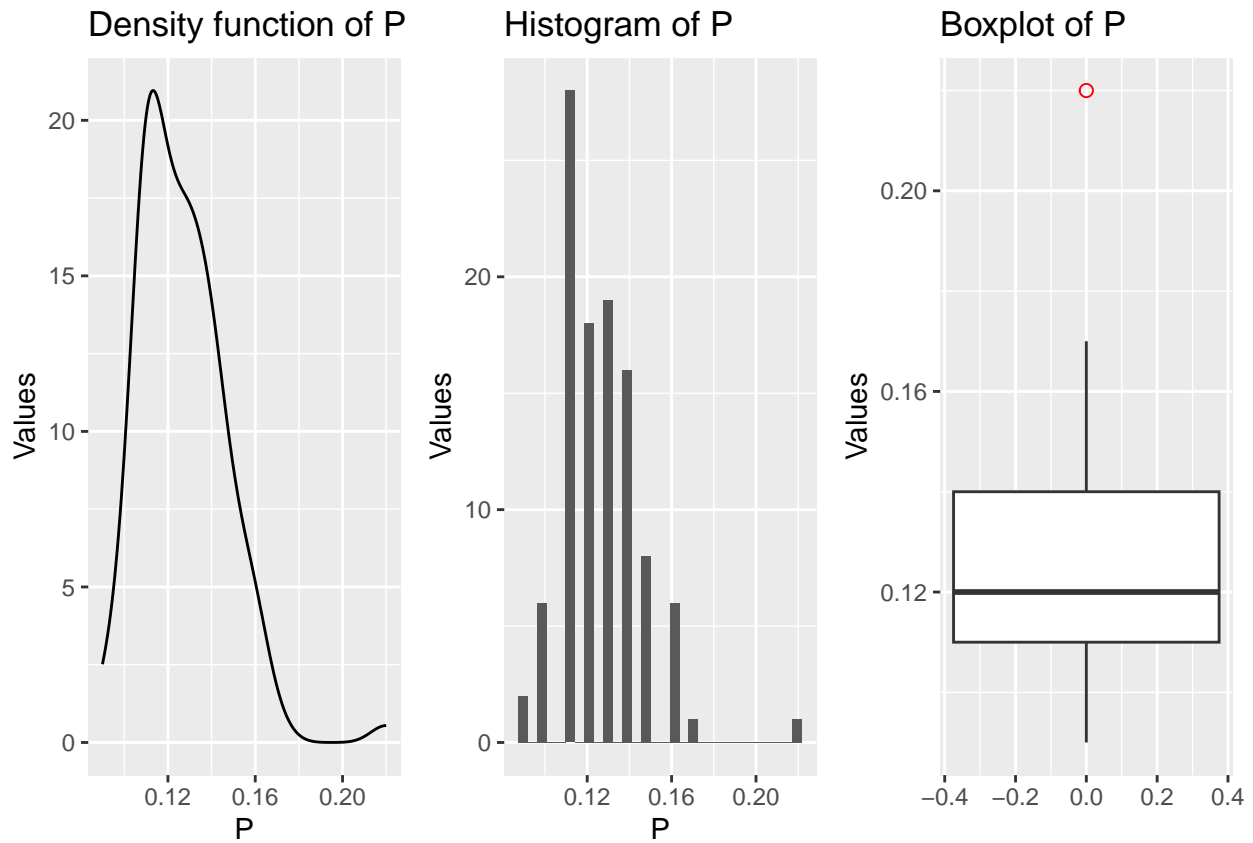 Density function of P
20
15
10
5
0
Values
0.12 0.16 0.20
P
Histogram of P
20
10
0
Values
0.12 0.16 0.20
P
Boxplot of P
0.20
0.16
0.12
Values
−0.4 −0.2 0.0 0.2 0.4